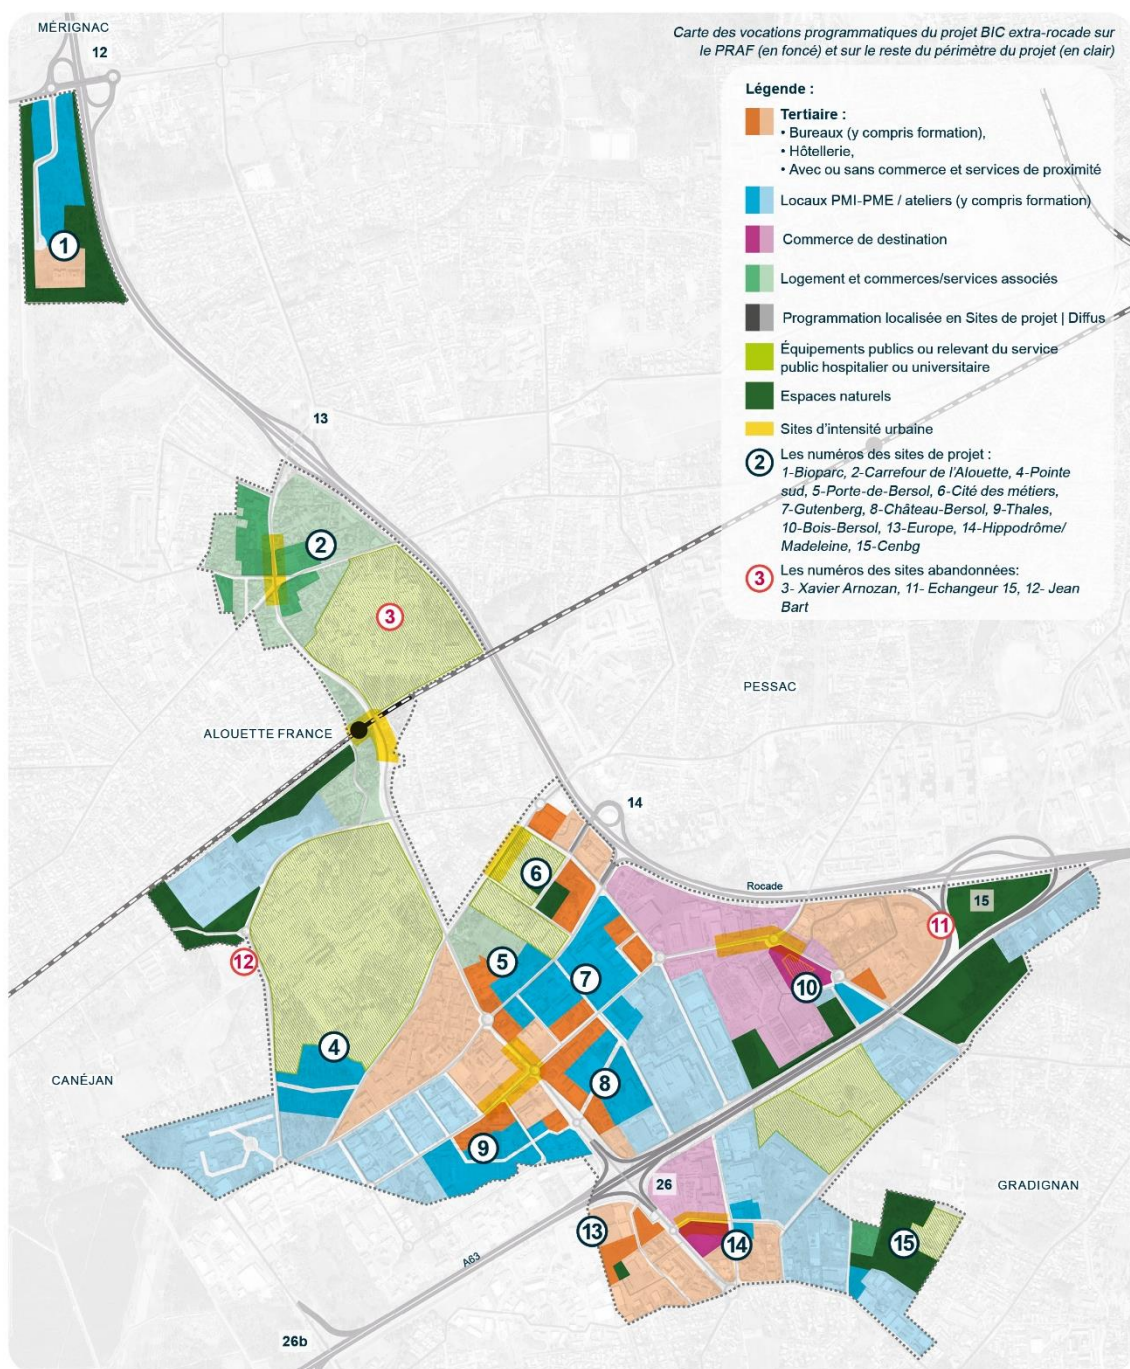 MÉRIGNAC
12
Carte des vocations programmatiques du projet BIC extra-rocade sur
le PRAF (en foncé) et sur le reste du périmètre du projet (en clair)
Légende :
Tertiaire :
• Bureaux (y compris formation),
• Hôtellerie,
• Avec ou sans commerce et services de proximité
Locaux PMI-PME / ateliers (y compris formation)
Commerce de destination
Logement et commerces/services associés
Programmation localisée en Sites de projet | Diffus
Équipements publics ou relevant du service
public hospitalier ou universitaire
Espaces naturels
Sites d'intensité urbaine
2
Les numéros des sites de projet :
1-Bioparc, 2-Carrefour de l'Alouette, 4-Pointe
sud, 5-Porte-de-Bersol, 6-Cité des métiers,
7-Gutenberg, 8-Château-Bersol, 9-Thales,
10-Bois-Bersol, 13-Europe, 14-Hippodrôme/
Madeleine, 15-Cenbg
3
Les numéros des sites abandonnées:
3- Xavier Arnozan, 11- Echangeur 15, 12- Jean
Bart
1
13
2
3
PESSAC
ALOUETTE FRANCE
14
6
Rocade
15
11
12
5
7
10
4
8
CANÉJAN
9
26
GRADIGNAN
13
14
15
A63
26b